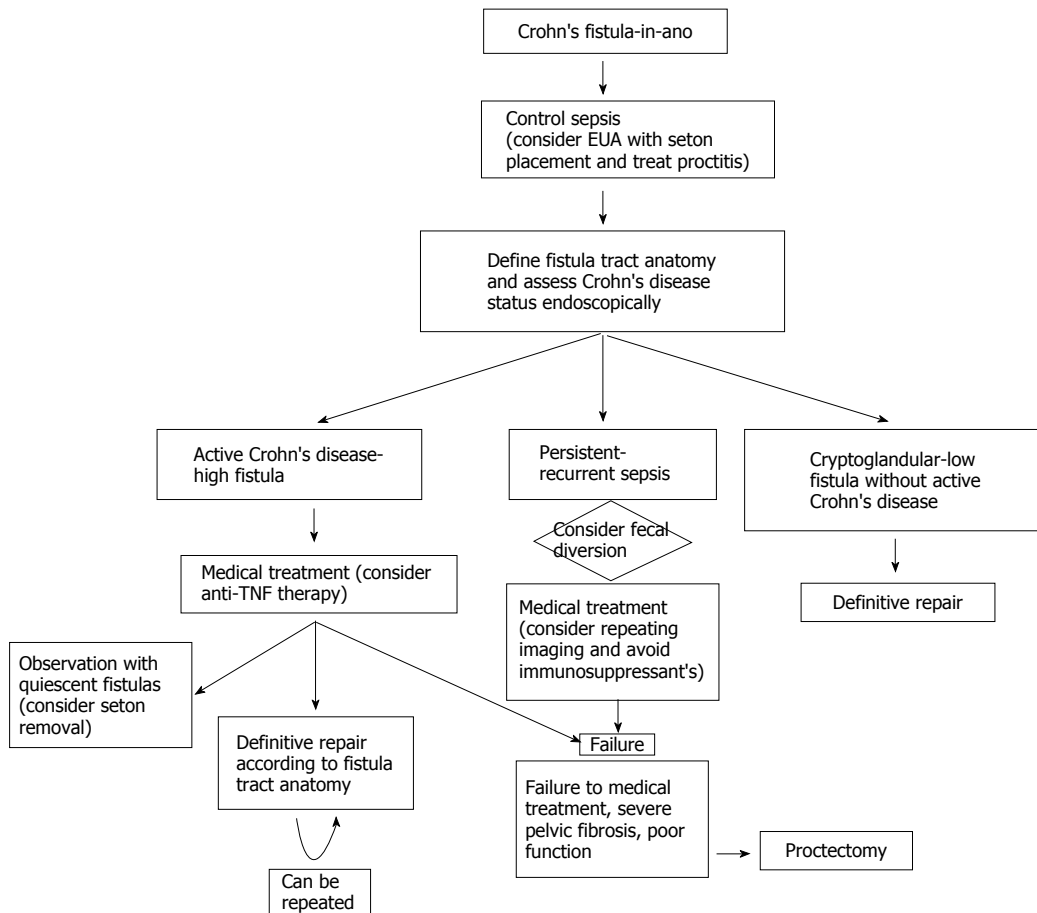 Crohn's fistula-in-ano
Control sepsis
(consider EUA with seton
placement and treat proctitis)
Define fistula tract anatomy
and assess Crohn's disease
status endoscopically
Active Crohn's disease-
high fistula
Persistent-
recurrent sepsis
Cryptoglandular-low
fistula without active
Crohn's disease
Consider fecal
diversion
Medical treatment (consider
anti-TNF therapy)
Medical treatment
(consider repeating
imaging and avoid
immunosuppressant's)
Definitive repair
Observation with
quiescent fistulas
(consider seton
removal)
Definitive repair
according to fistula
tract anatomy
Failure
Failure to medical
treatment, severe
pelvic fibrosis, poor
function
Proctectomy
Can be
repeated